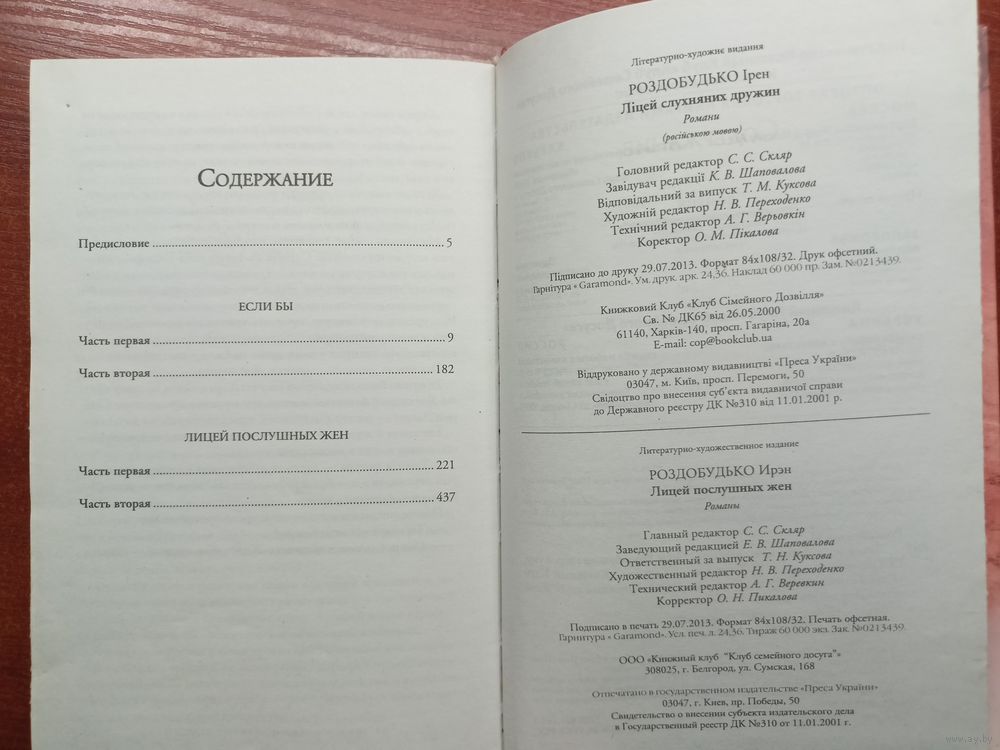 Содержание
Предисловие 5
ЕСЛИ БЫ
Часть первая 9
Часть вторая 182
ЛИЦЕЙ ПОСЛУШНЫХ ЖЕН
Часть первая 221
Часть вторая 437
Літературно-художнє видання
РОЗДОБУДЬКО Ірен
Ліцей слухняних дружин
Романи
(російською мовою)
Головний редактор С. С. Скляр
Завідувач редакції К. В. Шаповалова
Відповідальний за випуск Т. М. Куксова
Художній редактор Н. В. Переходенко
Технічний редактор А. Г. Верьовкін
Коректор О. М. Пікалова
Підписано до друку 29.07.2013. Формат 84x108/32. Друк офсетний.
Гарнітура « Garamond». Ум. друк. арк. 24,36. Наклад 60 000 пр. Зам. №0213439.
Книжковий Клуб «Клуб Сімейного Дозвілля»
Св. № ДК65 від 26.05.2000
61140, Харків-140, просп. Гагаріна, 20а
E-mail: cop@bookclub.ua
Віддруковано у державному видавництві «Преса України»
03047, м. Київ, просп. Перемоги, 50
Свідоцтво про внесення суб’єкта видавничої справи
до Державного реєстру ДК №310 від 11.01.2001 р.
Литературно-художественное издание
РОЗДОБУДЬКО Ирэн
Лицей послушных жен
Романы
Главный редактор С. С. Скляр
Заведующий редакцией Е. В. Шаповалова
Ответственный за выпуск Т. Н. Куксова
Художественный редактор Н. В. Переходенко
Технический редактор А. Г. Веревкин
Корректор О. Н. Пикалова
Подписано в печать 29.07.2013. Формат 84x108/32. Печать офсетная.
Гарнитура « Garamond». Усл. печ. л. 24,36. Тираж 60 000 экз. Зак. №0213439.
ООО «Книжный клуб "Клуб семейного досуга"»
308025, г. Белгород, ул. Сумская, 168
Отпечатано в государственном издательстве «Преса України»
03047, г. Киев, пр. Победы, 50
Свидетельство о внесении субъекта издательского дела
в Государственный реестр ДК №310 от 11.01.2001 г.
www.ay.by